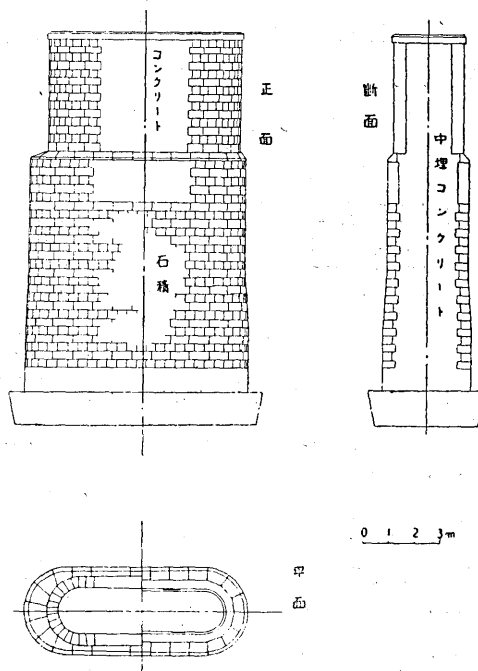 コンクリート
正面
石積
断面
中埋コンクリート
0 1 2 3m
平面